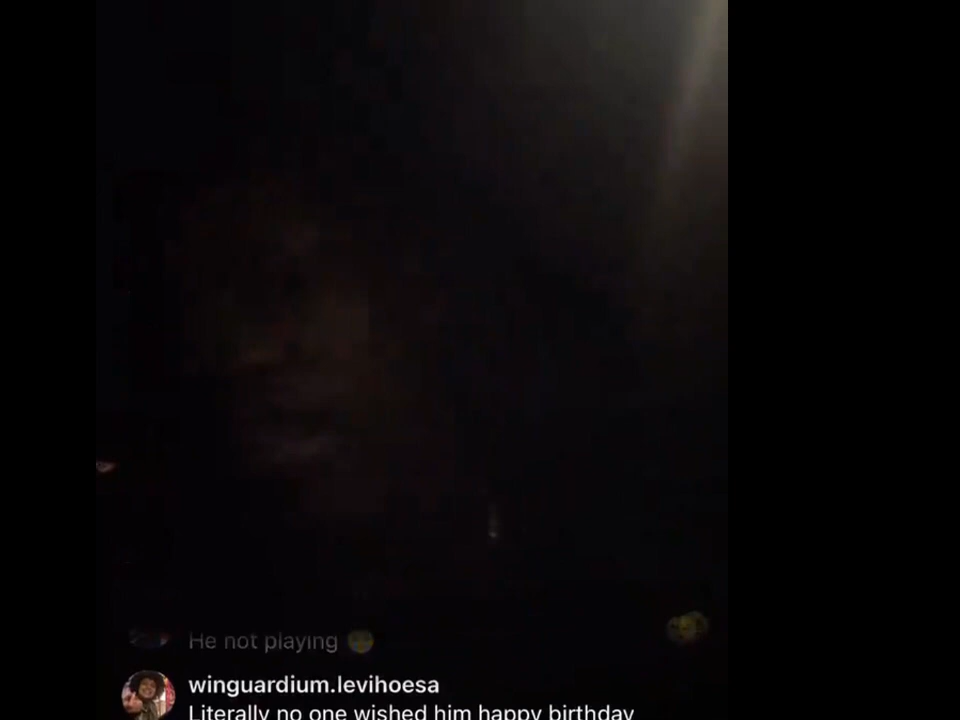 He not playing
winguardium.levihoesa
Literally no one wished him happy birthday